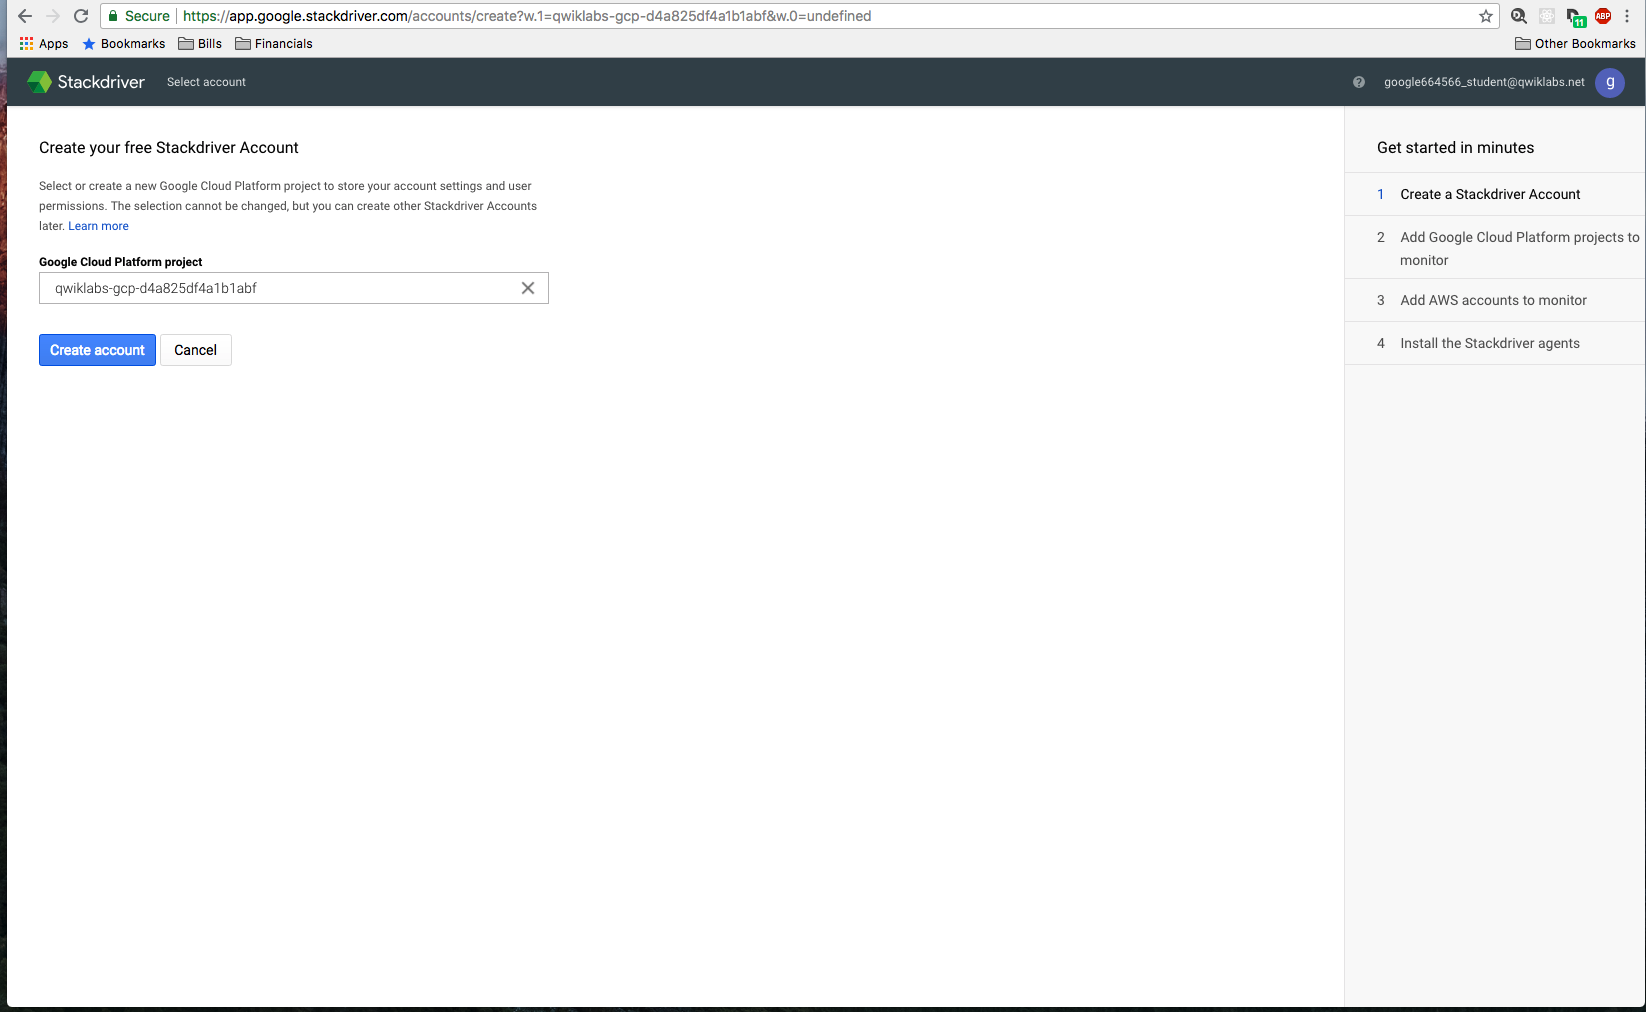 Secure https://app.google.stackdriver.com/accounts/create?w.1=qwiklabs-gcp-d4a825df4a1b1abf&w.0=undefined
11
ABP
Apps Bookmarks Bills Financials Other Bookmarks
Stackdriver Select account ? google664566_student@qwiklabs.net g
Create your free Stackdriver Account
Select or create a new Google Cloud Platform project to store your account settings and user
permissions. The selection cannot be changed, but you can create other Stackdriver Accounts
later. Learn more
Google Cloud Platform project
qwiklabs-gcp-d4a825df4a1b1abf
Create account Cancel
Get started in minutes
1 Create a Stackdriver Account
2 Add Google Cloud Platform projects to
monitor
3 Add AWS accounts to monitor
4 Install the Stackdriver agents